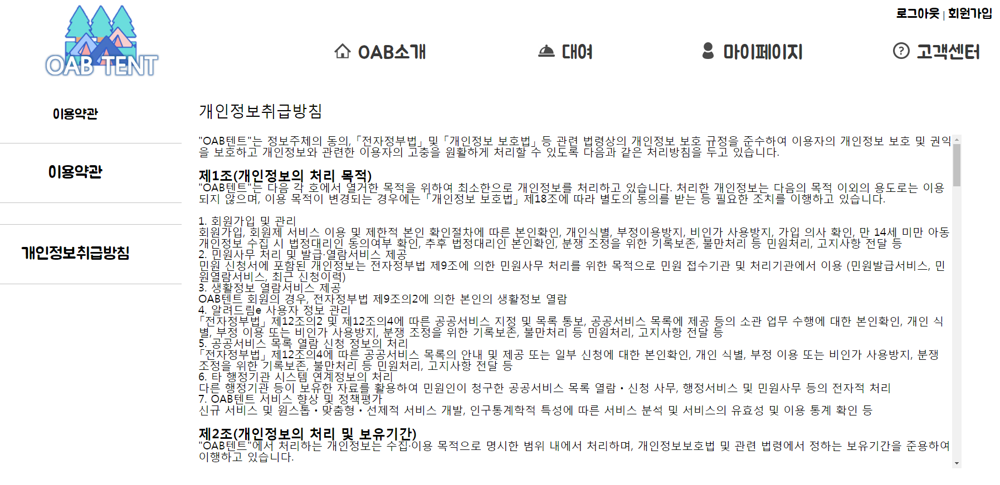 로그아웃 | 회원가입
OAB TENT
OAB소개
대여
마이페이지
고객센터
이용약관
이용약관
개인정보취급방침
개인정보취급방침
"OAB텐트"는 정보주체의 동의, 「전자정부법」 및 「개인정보 보호법」 등 관련 법령상의 개인정보 보호 규정을 준수하여 이용자의 개인정보 보호 및 권익
을 보호하고 개인정보와 관련한 이용자의 고충을 원활하게 처리할 수 있도록 다음과 같은 처리방침을 두고 있습니다.
제1조(개인정보의 처리 목적)
"OAB텐트"는 다음 각 호에서 열거한 목적을 위하여 최소한으로 개인정보를 처리하고 있습니다. 처리한 개인정보는 다음의 목적 이외의 용도로는 이용
되지 않으며, 이용 목적이 변경되는 경우에는 「개인정보 보호법」 제18조에 따라 별도의 동의를 받는 등 필요한 조치를 이행하고 있습니다.
1. 회원가입 및 관리
회원가입, 회원제 서비스 이용 및 제한적 본인 확인절차에 따른 본인확인, 개인식별, 부정이용방지, 비인가 사용방지, 가입 의사 확인, 만 14세 미만 아동
개인정보 수집 시 법정대리인 동의여부 확인, 추후 법정대리인 본인확인, 분쟁 조정을 위한 기록보존, 불만처리 등 민원처리, 고지사항 전달 등
2. 민원사무 처리 및 발급·열람서비스 제공
민원 신청서에 포함된 개인정보는 전자정부법 제9조에 의한 민원사무 처리를 위한 목적으로 민원 접수기관 및 처리기관에서 이용 (민원발급서비스, 민
원열람서비스, 최근 신청이력)
3. 생활정보 열람서비스 제공
OAB텐트 회원의 경우, 전자정부법 제9조의2에 의한 본인의 생활정보 열람
4. 알려드림e 사용자 정보 관리
「전자정부법」 제12조의2 및 제12조의4에 따른 공공서비스 지정 및 목록 통보, 공공서비스 목록에 제공 등의 소관 업무 수행에 대한 본인확인, 개인 식
별, 부정 이용 또는 비인가 사용방지, 분쟁 조정을 위한 기록보존, 불만처리 등 민원처리, 고지사항 전달 등
5. 공공서비스 목록 열람 신청 정보의 처리
「전자정부법」 제12조의4에 따른 공공서비스 목록의 안내 및 제공 또는 일부 신청에 대한 본인확인, 개인 식별, 부정 이용 또는 비인가 사용방지, 분쟁
조정을 위한 기록보존, 불만처리 등 민원처리, 고지사항 전달 등
6. 타 행정기관 시스템 연계정보의 처리
다른 행정기관 등이 보유한 자료를 활용하여 민원인이 청구한 공공서비스 목록 열람・신청 사무, 행정서비스 및 민원사무 등의 전자적 처리
7. OAB텐트 서비스 향상 및 정책평가
신규 서비스 및 원스톱・맞춤형・선제적 서비스 개발, 인구통계학적 특성에 따른 서비스 분석 및 서비스의 유효성 및 이용 통계 확인 등
제2조(개인정보의 처리 및 보유기간)
"OAB텐트"에서 처리하는 개인정보는 수집·이용 목적으로 명시한 범위 내에서 처리하며, 개인정보보호법 및 관련 법령에서 정하는 보유기간을 준용하여
이행하고 있습니다.